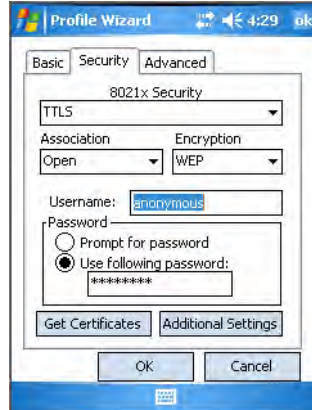 Profile Wizard 4:29 ok
Basic Security Advanced
8021x Security
TTLS
Association Encryption
Open WEP
Username: anonymous
Password
Prompt for password
Use following password:
********
Get Certificates Additional Settings
OK Cancel